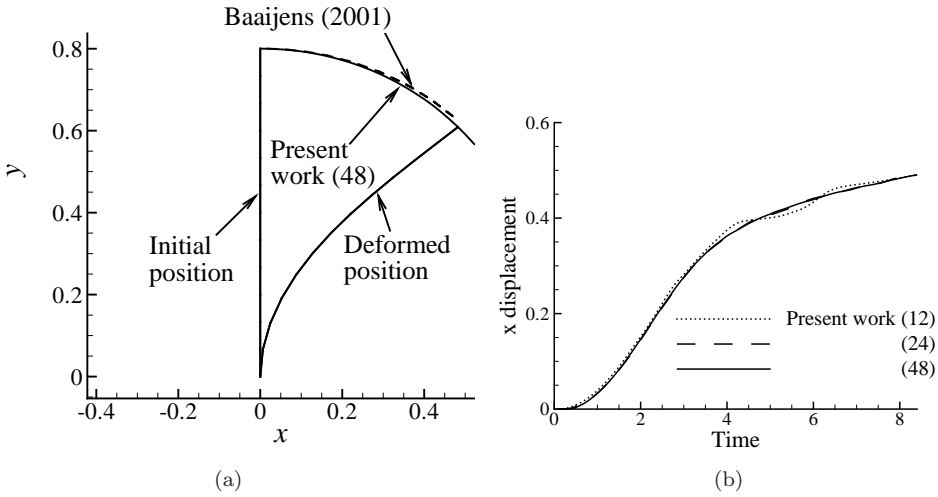 Baaijens (2001)
0.8
0.6
0.4
0.2
0
y
Present
work (48)
Initial
position
Deformed
position
-0.4
-0.2
0
0.2
0.4
x
(a)
0.6
0.4
0.2
0
x displacement
Present work (12)
(24)
(48)
0
2
4
6
8
Time
(b)